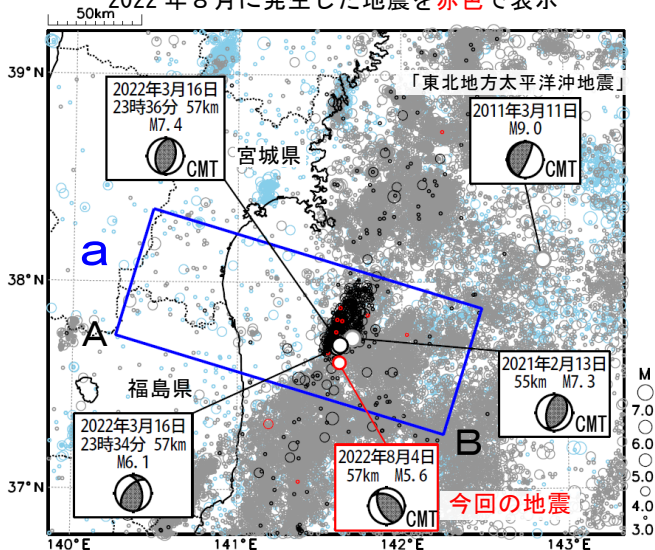 2022年８月に発生した地震を赤色で表示
50km
39°N
38°N
37°N
140°E
141°E
142°E
143°E
2022年3月16日
23時36分 57km
M7.4
CMT
宮城県
「東北地方太平洋沖地震」
2011年3月11日
M9.0
CMT
a
A
B
福島県
2022年3月16日
23時34分 57km
M6.1
2021年2月13日
55km M7.3
CMT
2022年8月4日
57km M5.6
CMT
今回の地震
M
7.0
6.0
5.0
4.0
3.0